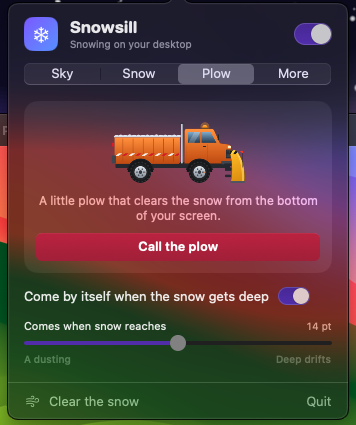 Snowsill
Snowing on your desktop
Sky Snow Plow More
A little plow that clears the snow from the bottom
of your screen.
Call the plow
Come by itself when the snow gets deep
Comes when snow reaches 14 pt
A dusting Deep drifts
Clear the snow Quit